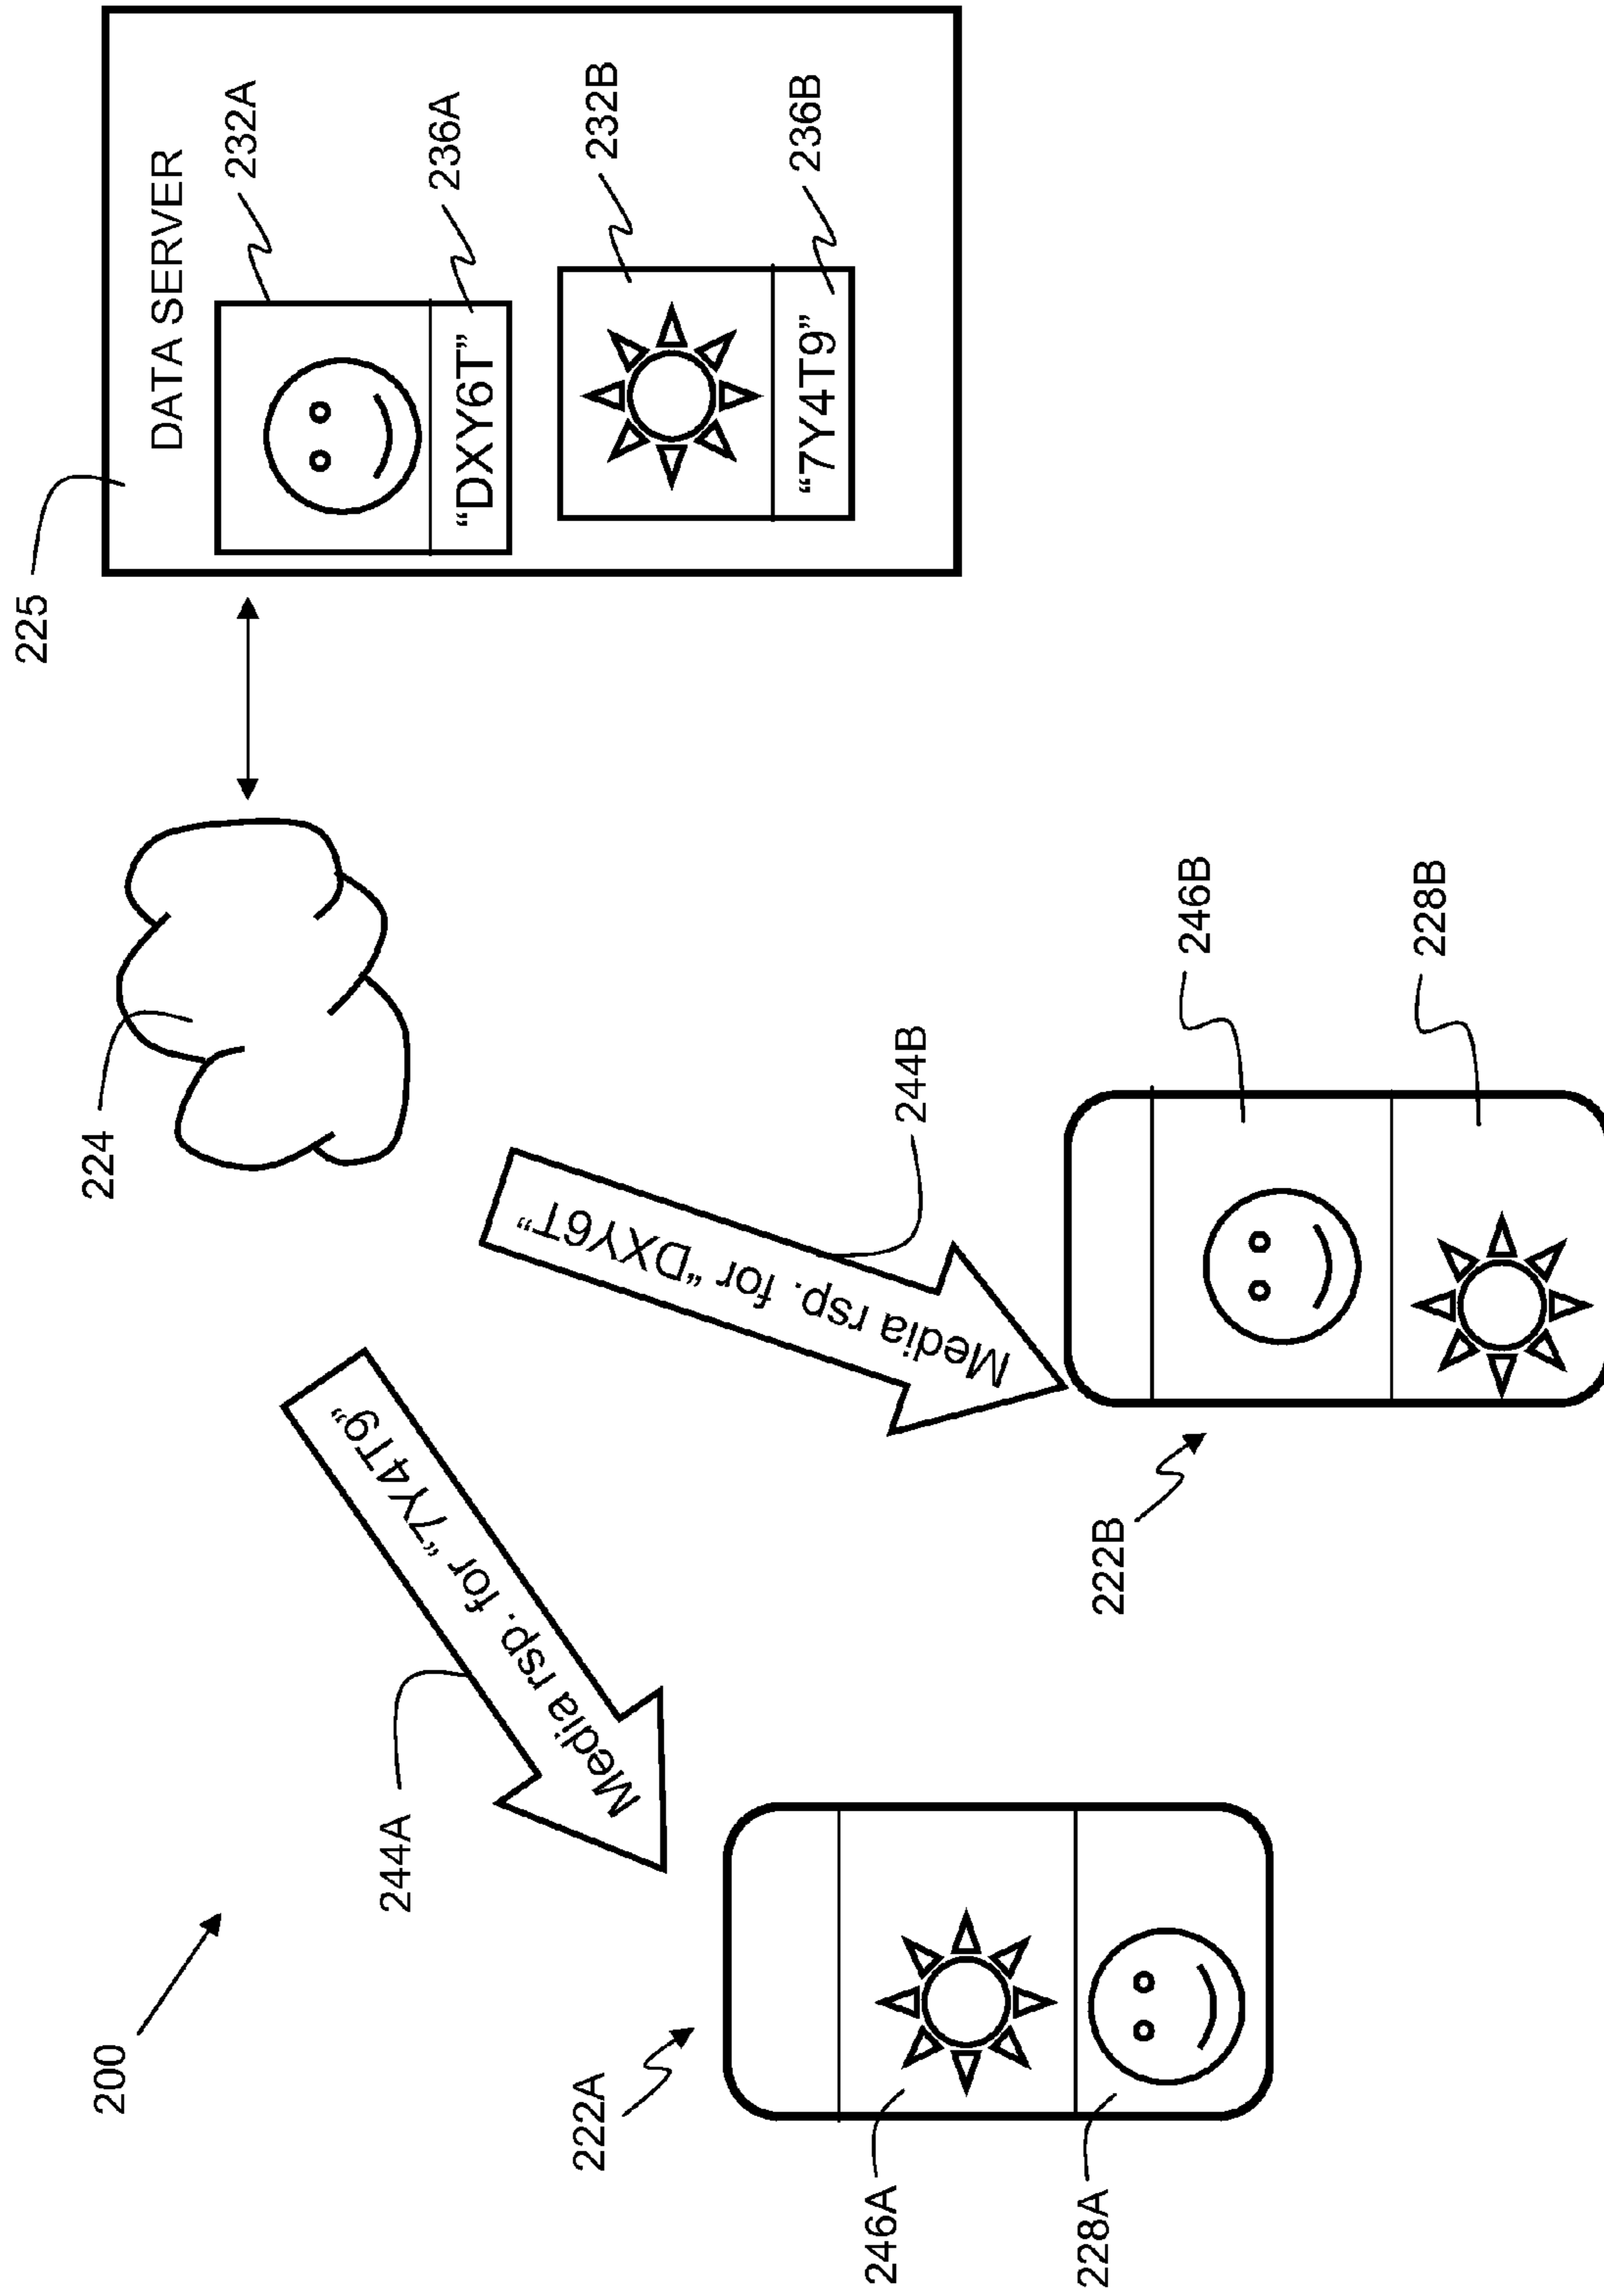 200
224
225
DATA SERVER
232A
“DXY6T”
236A
232B
“7Y4T9”
236B
244A
Media rsp. for “7Y4T9”
244B
Media rsp. for “DXY6T”
222A
246A
228A
222B
246B
228B